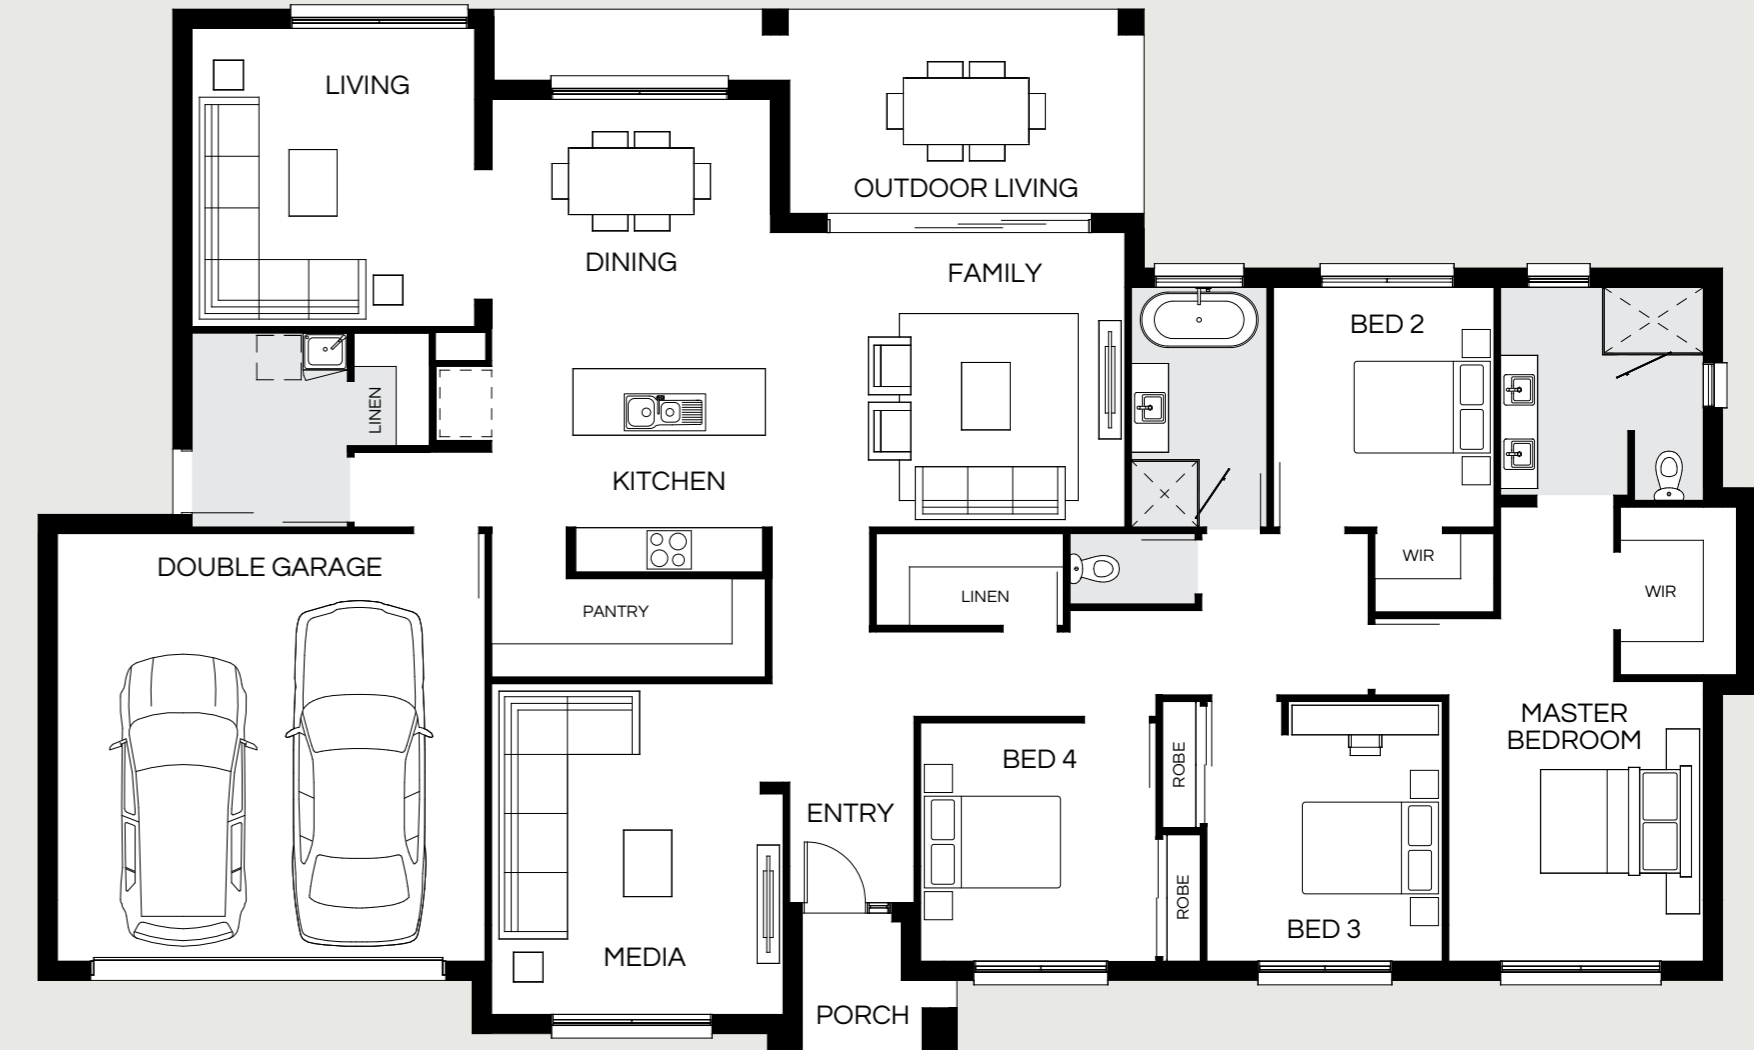 LIVING
OUTDOOR LIVING
DINING
FAMILY
BED 2
LINEN
KITCHEN
DOUBLE GARAGE
WIR
PANTRY
LINEN
WIR
MASTER
BEDROOM
BED 4
ROBE
ENTRY
ROBE
BED 3
MEDIA
PORCH